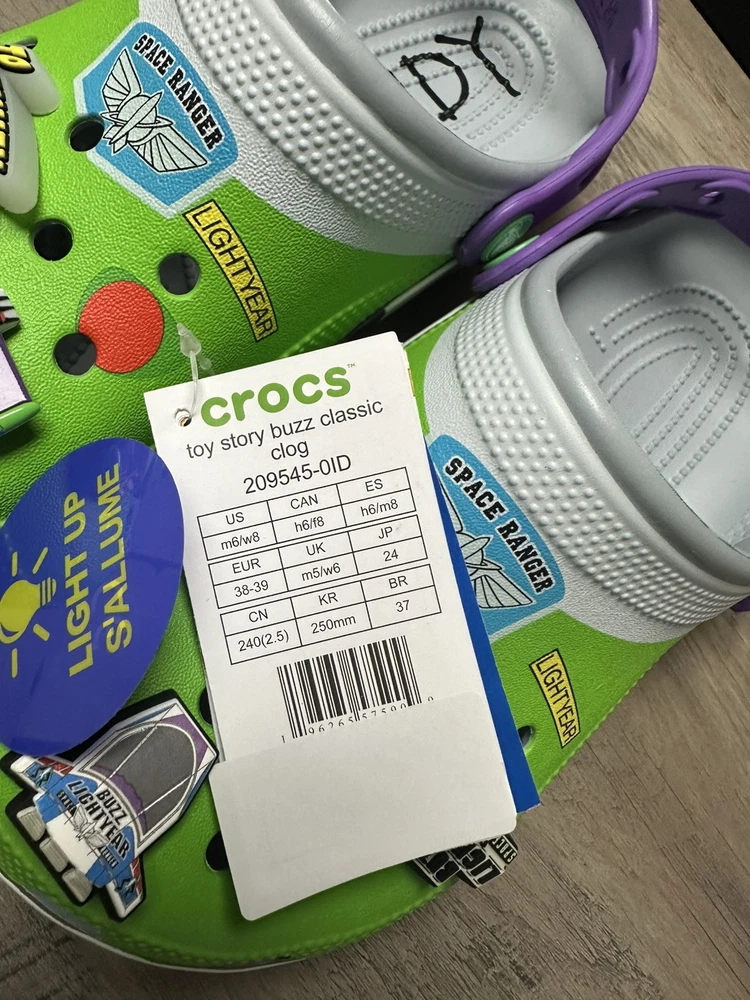 SPACE RANGER
LIGHTYEAR
DY
crocs™
toy story buzz classic
clog
209545-0ID
US CAN ES
m6/w8 h6/f8 h6/m8
EUR UK JP
38-39 m5/w6 24
CN KR BR
240(2.5) 250mm 37
LIGHT UP
S'ALLUME
SPACE RANGER
LIGHTYEAR
BUZZ
LIGHTYEAR